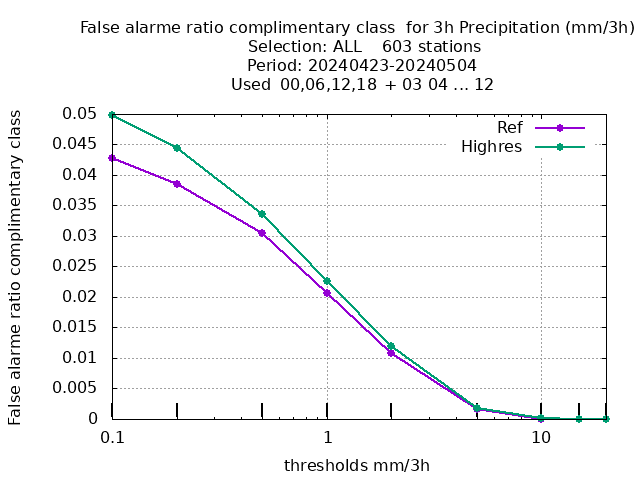 False alarme ratio complimentary class  for 3h Precipitation (mm/3h)
Selection: ALL    603 stations
Period: 20240423-20240504
Used 00,06,12,18 + 03 04 ... 12
False alarme ratio complimentary class
0.05
0.045
0.04
0.035
0.03
0.025
0.02
0.015
0.01
0.005
0
Ref
Highres
0.1 1 10
thresholds mm/3h